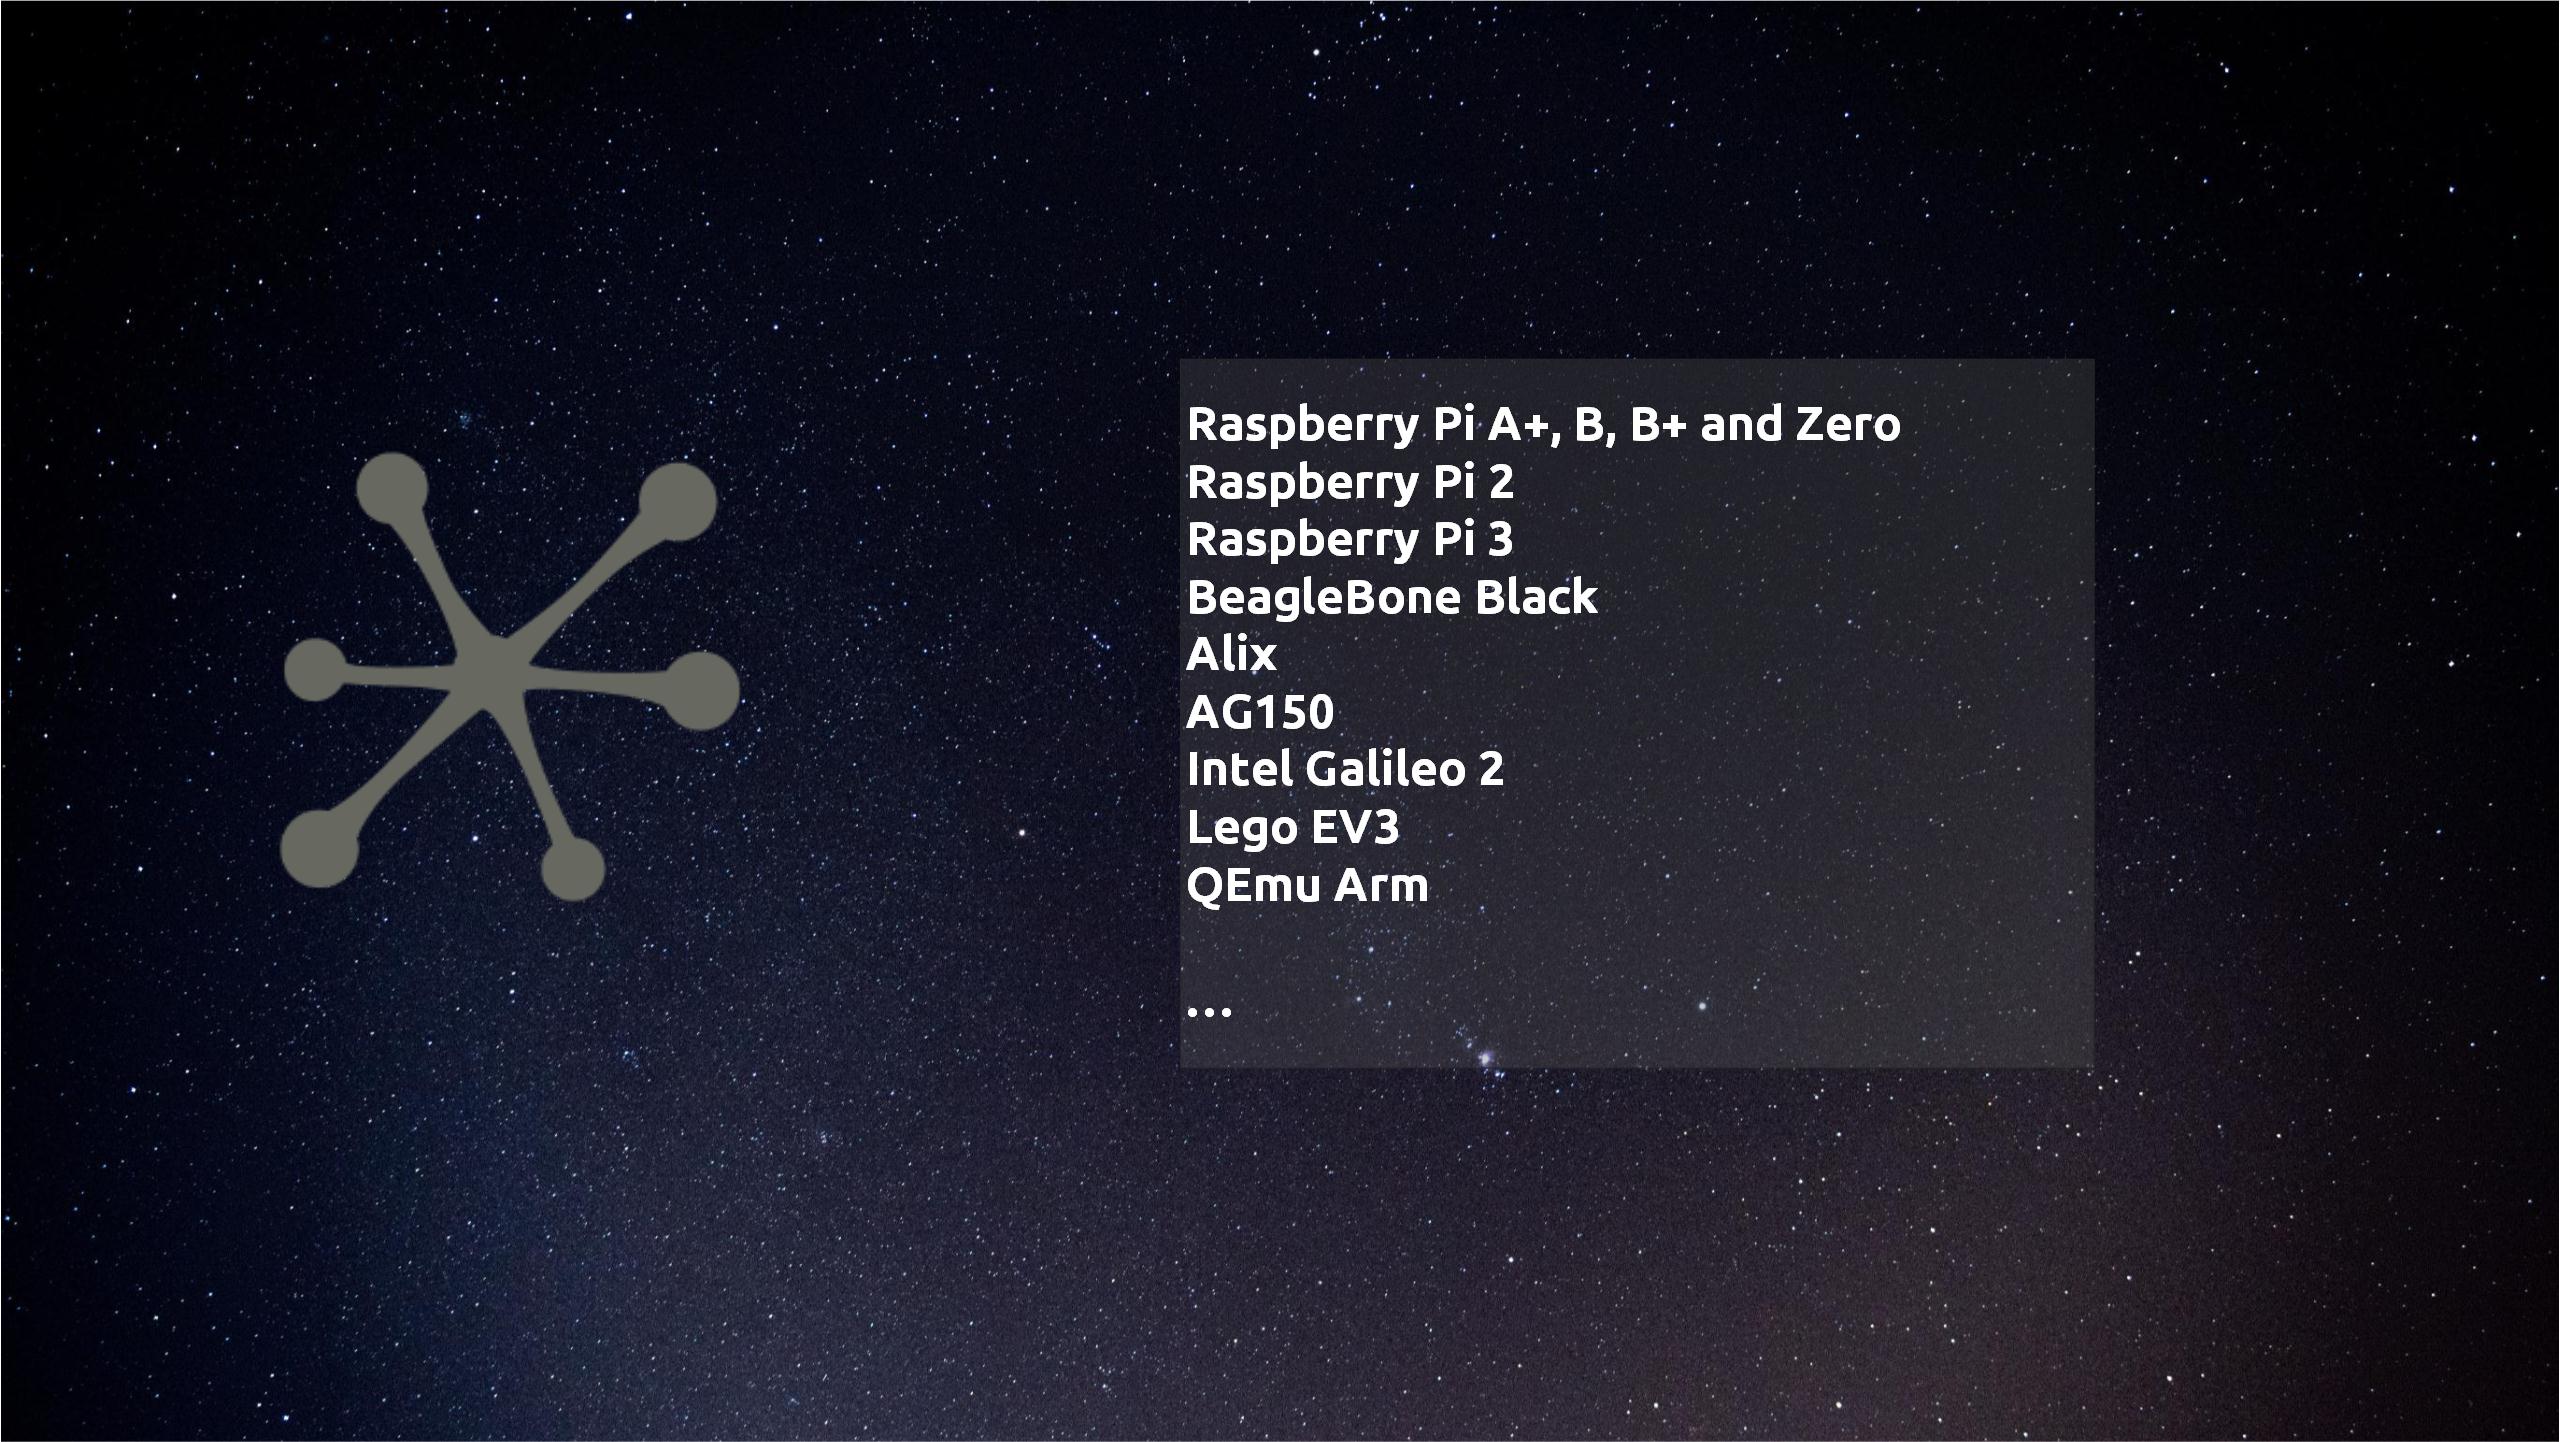 Raspberry Pi A+, B, B+ and Zero
Raspberry Pi 2
Raspberry Pi 3
BeagleBone Black
Alix
AG150
Intel Galileo 2
Lego EV3
QEmu Arm
...